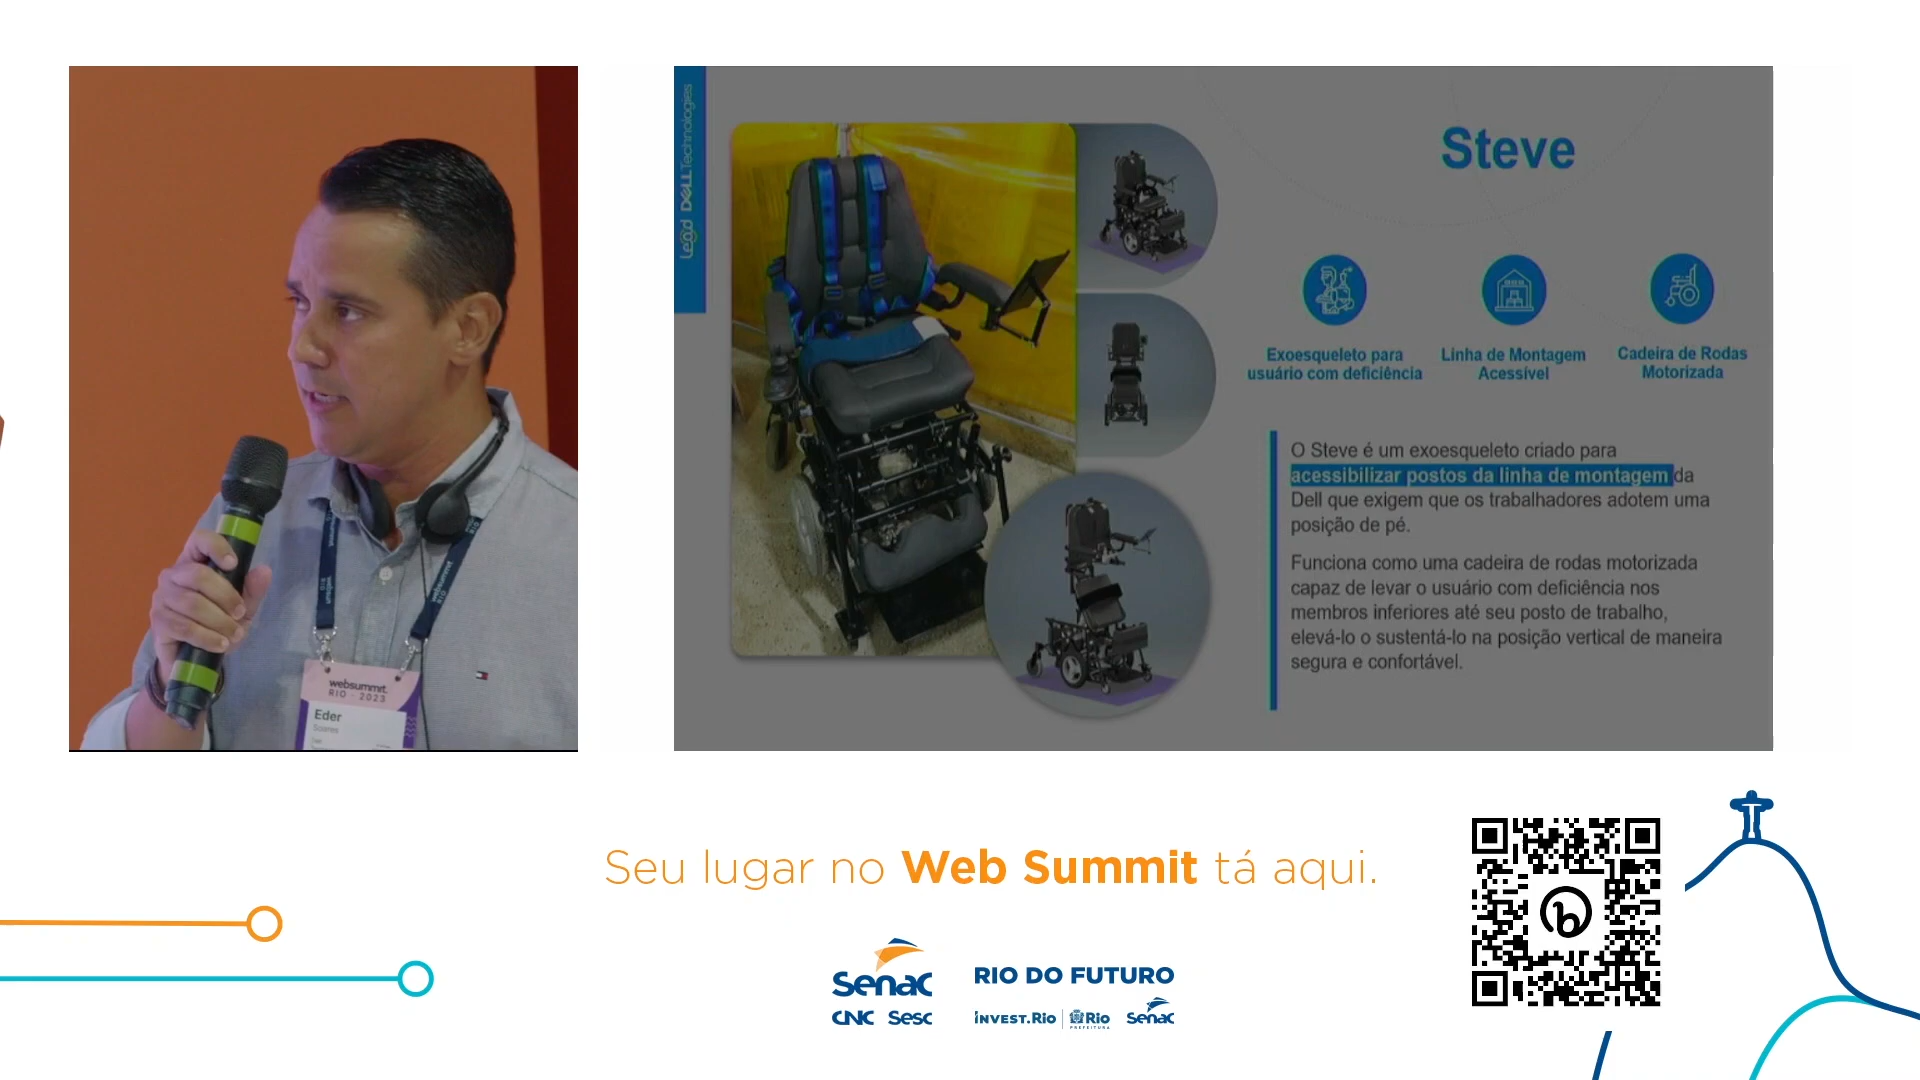 Lead DELL Technologies
Steve
Exoesqueleto para
usuário com deficiência
Linha de Montagem
Acessível
Cadeira de Rodas
Motorizada
O Steve é um exoesqueleto criado para
acessibilizar postos da linha de montagem da
Dell que exigem que os trabalhadores adotem uma
posição de pé.
Funciona como uma cadeira de rodas motorizada
capaz de levar o usuário com deficiência nos
membros inferiores até seu posto de trabalho,
elevá-lo o sustentá-lo na posição vertical de maneira
segura e confortável.
websummit
RIO - 2023
Eder
Soares
Seu lugar no Web Summit tá aqui.
Senac
CNC Sesc
RIO DO FUTURO
INVEST.Rio
Rio
PREFEITURA
Senac
b